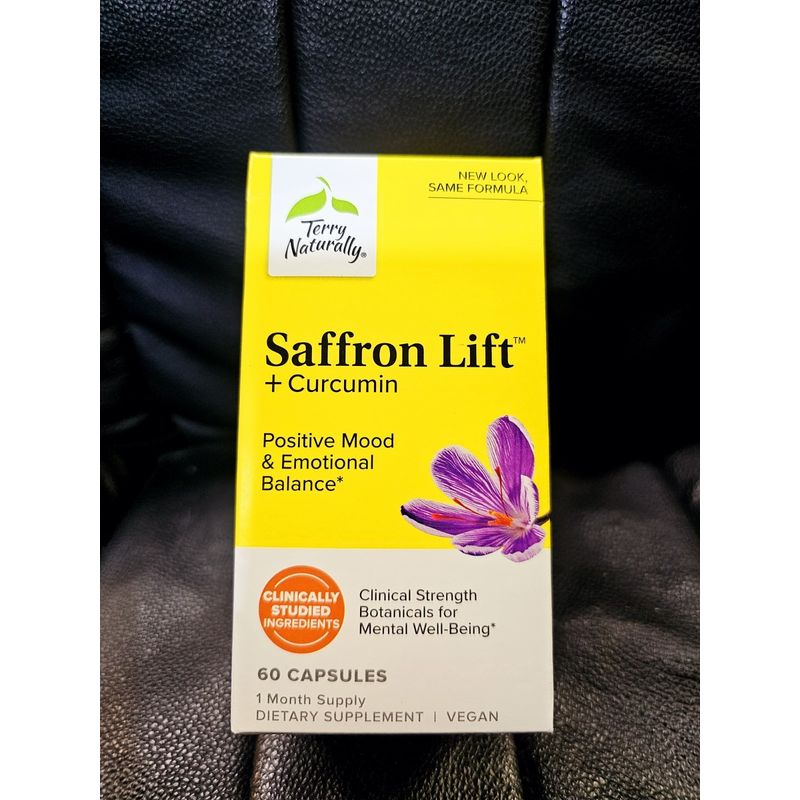 Terry
Naturally®
NEW LOOK,
SAME FORMULA
Saffron Lift™
+ Curcumin
Positive Mood
& Emotional
Balance*
CLINICALLY
STUDIED
INGREDIENTS
Clinical Strength
Botanicals for
Mental Well-Being*
60 CAPSULES
1 Month Supply
DIETARY SUPPLEMENT | VEGAN